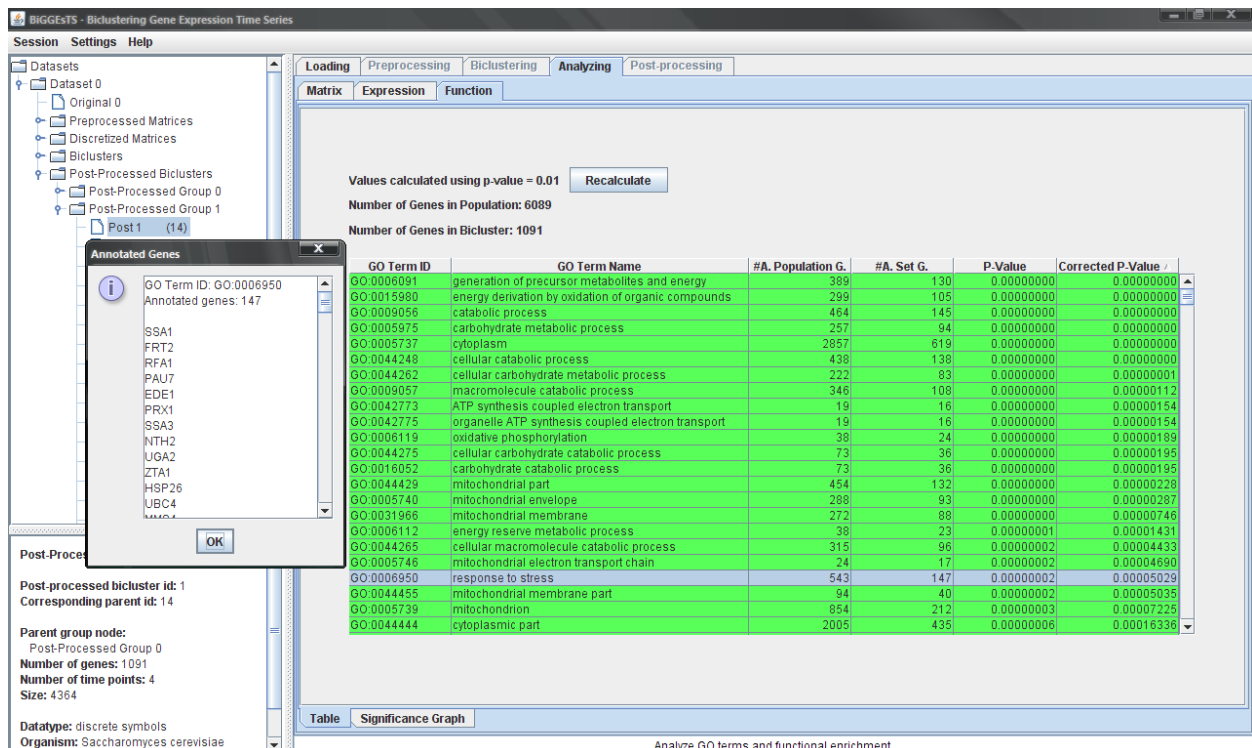 BiGGEsTS - Biclustering Gene Expression Time Series
Session Settings Help
Datasets
Dataset 0
Original 0
Preprocessed Matrices
Discretized Matrices
Biclusters
Post-Processed Biclusters
Post-Processed Group 0
Post-Processed Group 1
Post 1 (14)
Annotated Genes
GO Term ID: GO:0006950
Annotated genes: 147
SSA1
FRT2
RFA1
PAU7
EDE1
PRX1
SSA3
NTH2
UGA2
ZTA1
HSP26
UBC4
OK
Post-Proces
Post-processed bicluster id: 1
Corresponding parent id: 14
Parent group node:
Post-Processed Group 0
Number of genes: 1091
Number of time points: 4
Size: 4364
Datatype: discrete symbols
Organism: Saccharomyces cerevisiae
Loading Preprocessing Biclustering Analyzing Post-processing
Matrix Expression Function
Values calculated using p-value = 0.01 Recalculate
Number of Genes in Population: 6089
Number of Genes in Bicluster: 1091
GO Term ID GO Term Name #A. Population G. #A. Set G. P-Value Corrected P-Value
GO:0006091 generation of precursor metabolites and energy 389 130 0.00000000 0.00000000
GO:0015980 energy derivation by oxidation of organic compounds 299 105 0.00000000 0.00000000
GO:0009056 catabolic process 464 145 0.00000000 0.00000000
GO:0005975 carbohydrate metabolic process 257 94 0.00000000 0.00000000
GO:0005737 cytoplasm 2857 619 0.00000000 0.00000000
GO:0044248 cellular catabolic process 438 138 0.00000000 0.00000000
GO:0044262 cellular carbohydrate metabolic process 222 83 0.00000000 0.00000001
GO:0009057 macromolecule catabolic process 346 108 0.00000000 0.00000112
GO:0042773 ATP synthesis coupled electron transport 19 16 0.00000000 0.00000154
GO:0042775 organelle ATP synthesis coupled electron transport 19 16 0.00000000 0.00000154
GO:0006119 oxidative phosphorylation 38 24 0.00000000 0.00000189
GO:0044275 cellular carbohydrate catabolic process 73 36 0.00000000 0.00000195
GO:0016052 carbohydrate catabolic process 73 36 0.00000000 0.00000195
GO:0044429 mitochondrial part 454 132 0.00000000 0.00000228
GO:0005740 mitochondrial envelope 288 93 0.00000000 0.00000287
GO:0031966 mitochondrial membrane 272 88 0.00000000 0.00000746
GO:0006112 energy reserve metabolic process 38 23 0.00000001 0.00001431
GO:0044265 cellular macromolecule catabolic process 315 96 0.00000002 0.00004433
GO:0005746 mitochondrial electron transport chain 24 17 0.00000002 0.00004690
GO:0006950 response to stress 543 147 0.00000002 0.00005029
GO:0044455 mitochondrial membrane part 94 40 0.00000002 0.00005035
GO:0005739 mitochondrion 854 212 0.00000003 0.00007225
GO:0044444 cytoplasmic part 2005 435 0.00000006 0.00016336
Table Significance Graph
Analyze GO terms and functional enrichment